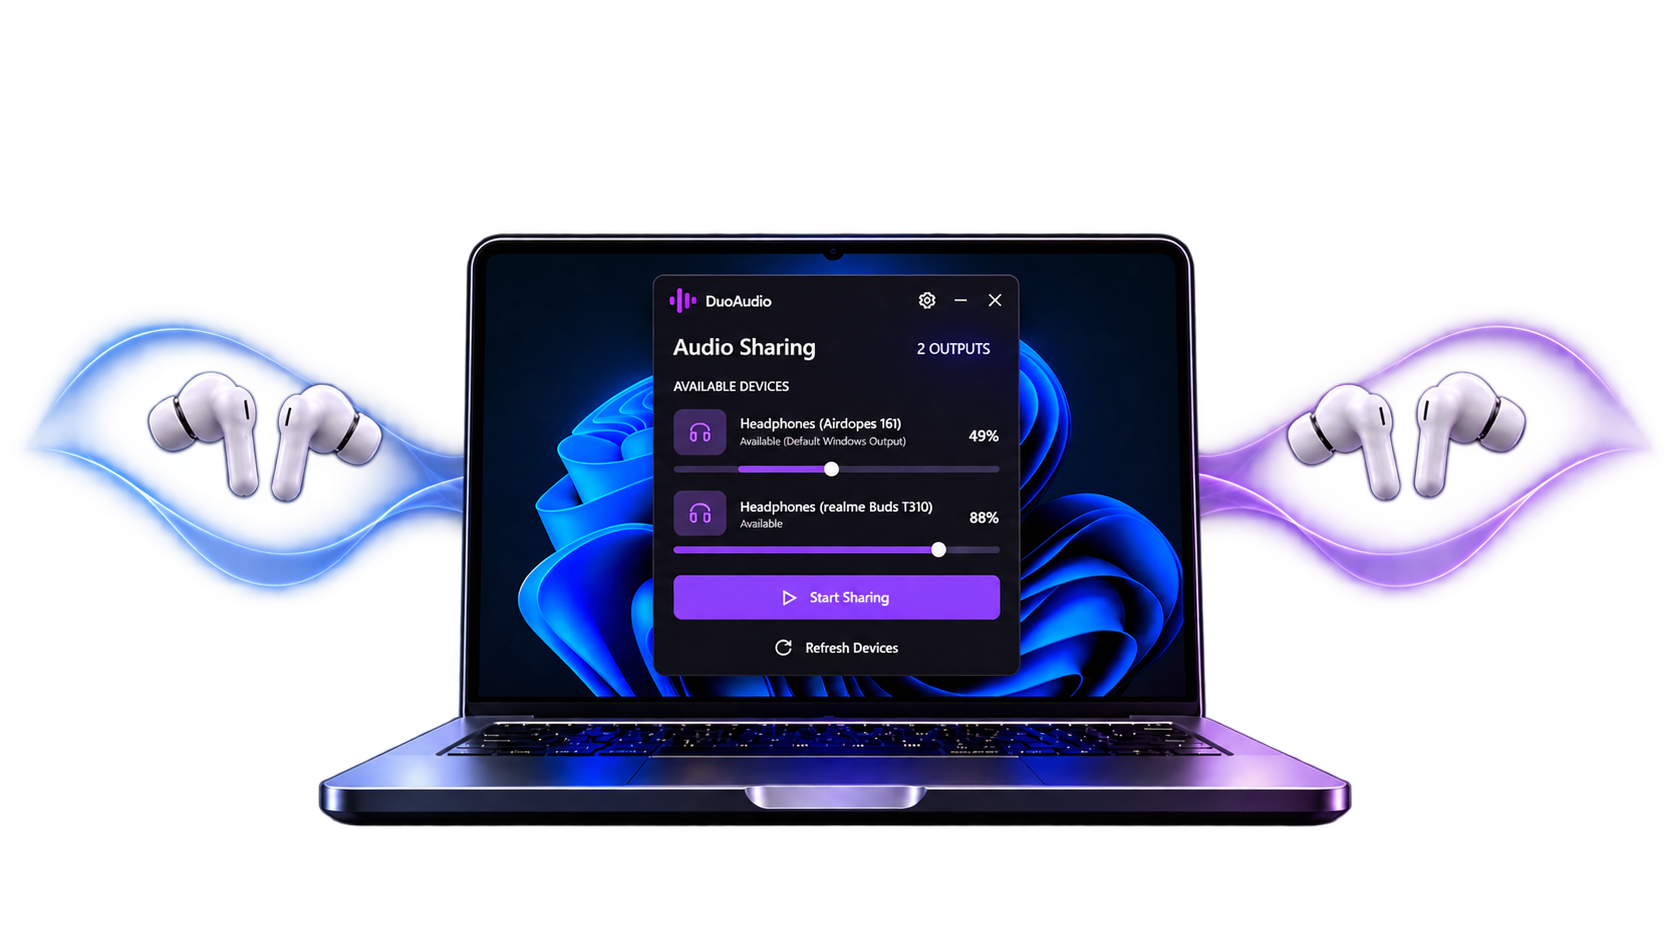 DuoAudio
Audio Sharing
2 OUTPUTS
AVAILABLE DEVICES
Headphones (Airdopes 161)
Available (Default Windows Output)
49%
Headphones (realme Buds T310)
Available
88%
Start Sharing
Refresh Devices